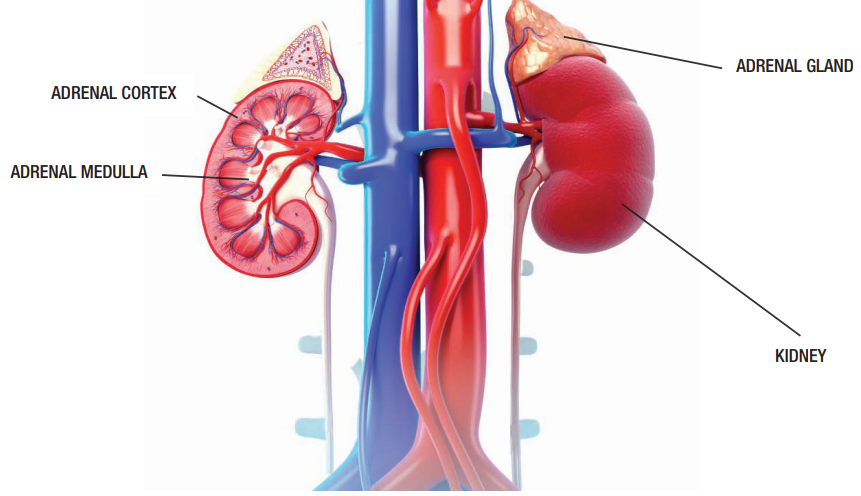 ADRENAL GLAND
ADRENAL CORTEX
ADRENAL MEDULLA
KIDNEY